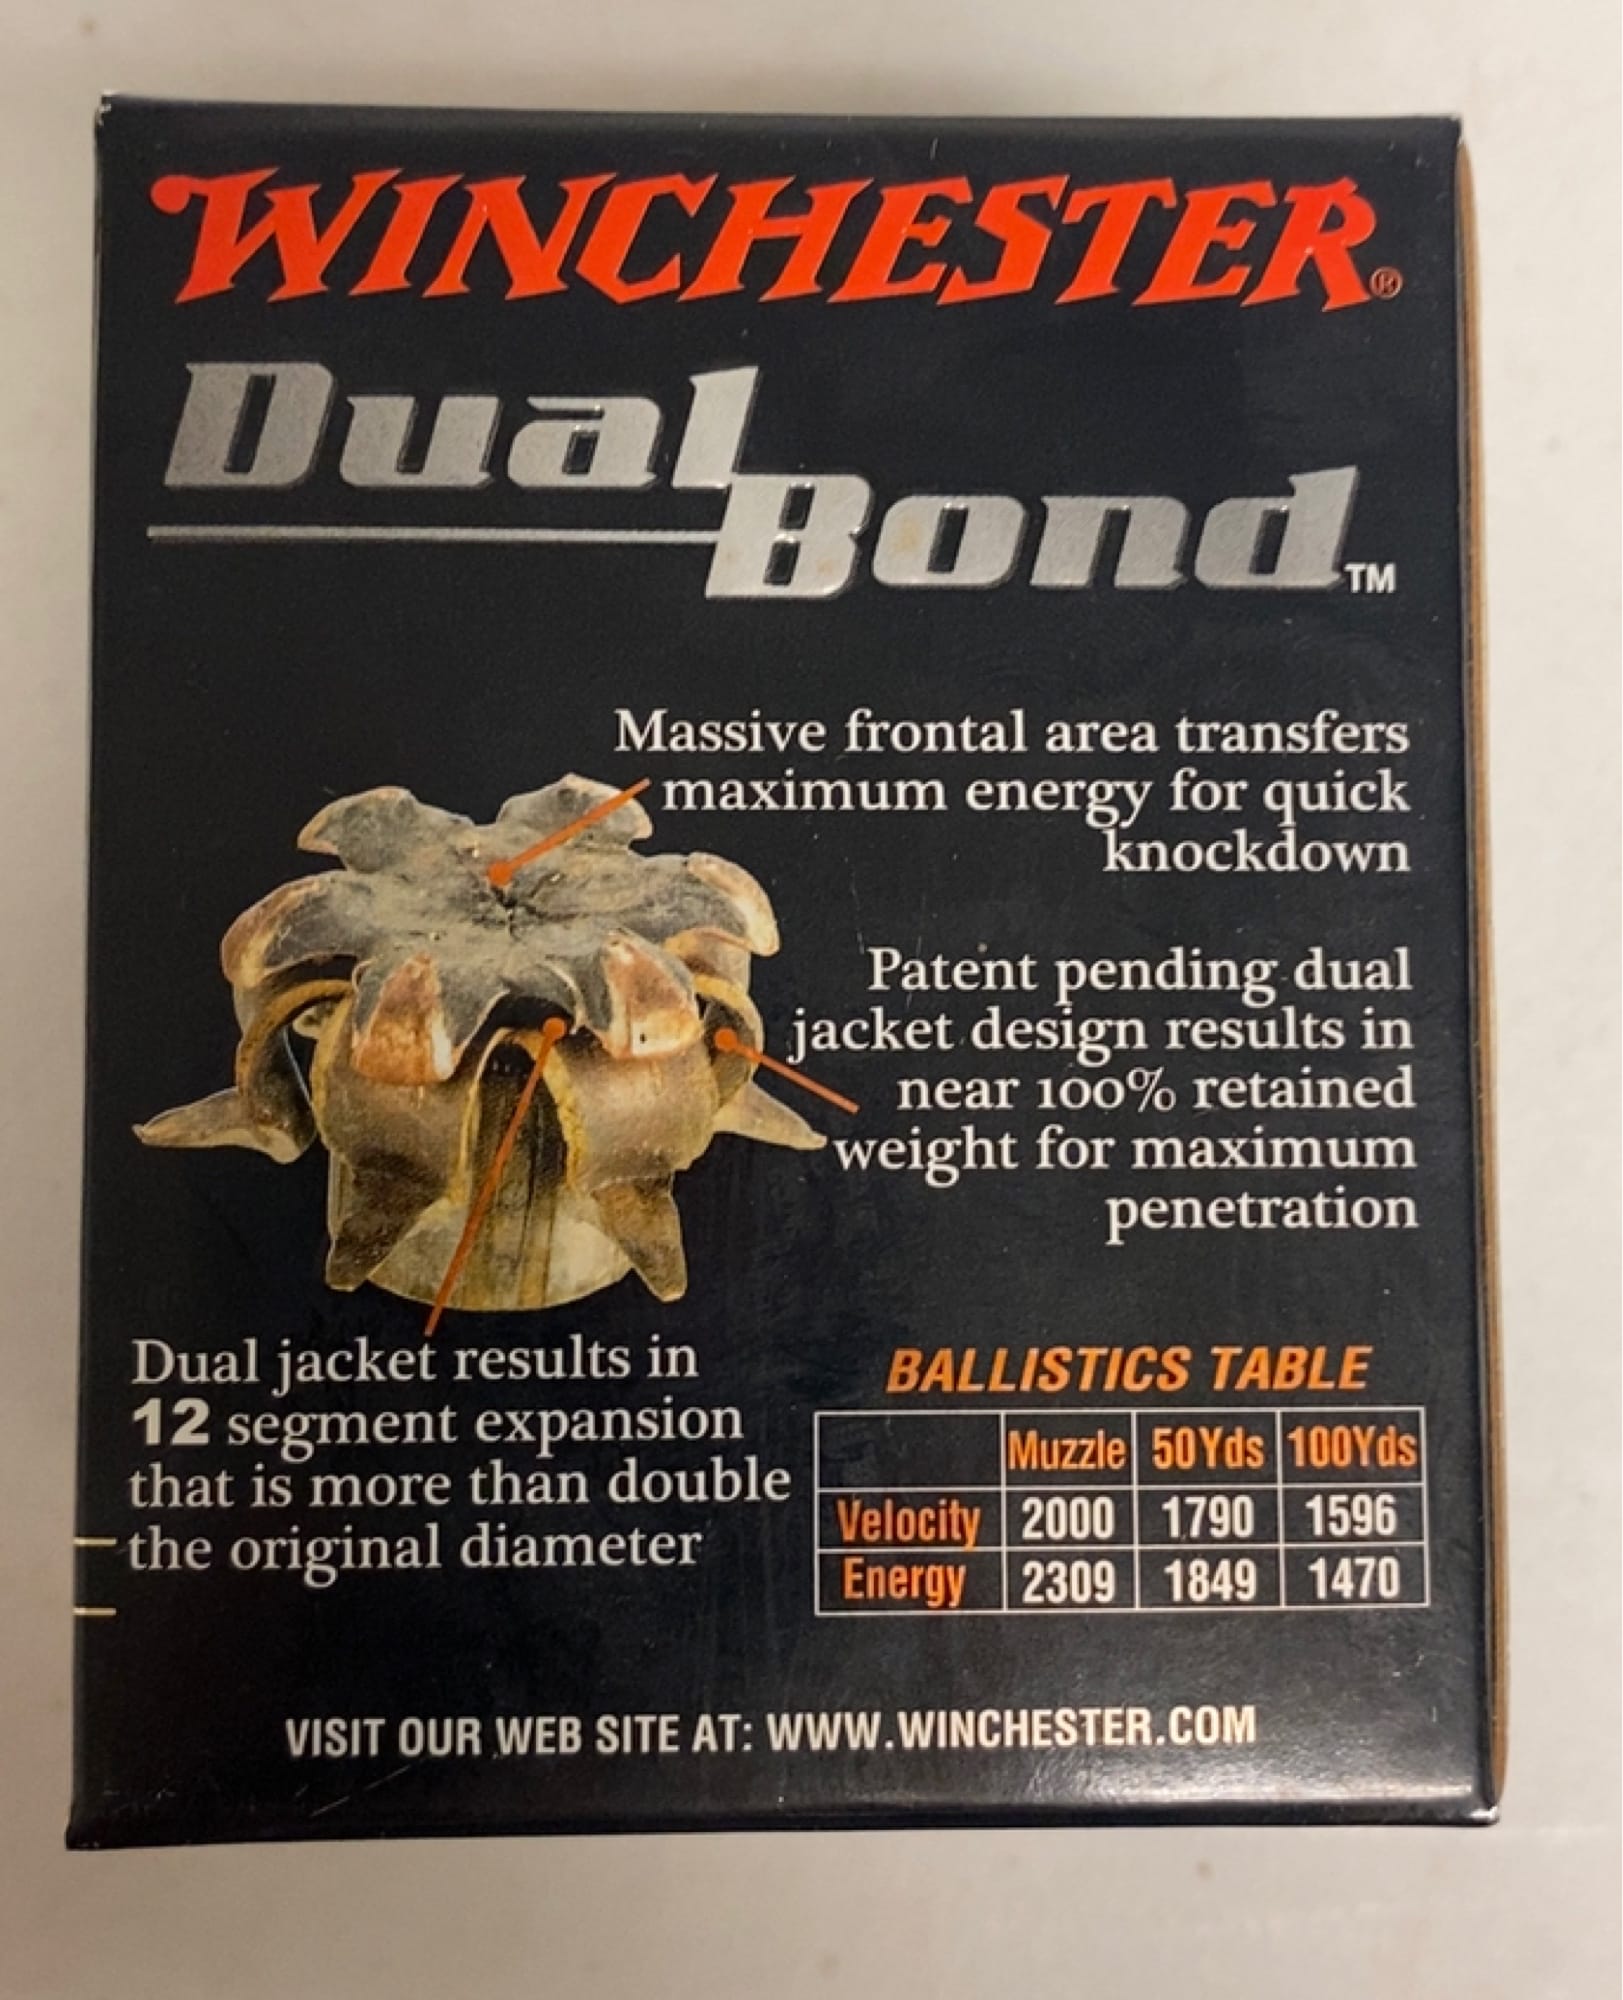 WINCHESTER®
Dual
Bond™
Massive frontal area transfers
maximum energy for quick
knockdown
Patent pending dual
jacket design results in
near 100% retained
weight for maximum
penetration
Dual jacket results in
12 segment expansion
that is more than double
the original diameter
BALLISTICS TABLE
Muzzle 50Yds 100Yds
Velocity 2000 1790 1596
Energy 2309 1849 1470
VISIT OUR WEB SITE AT: WWW.WINCHESTER.COM